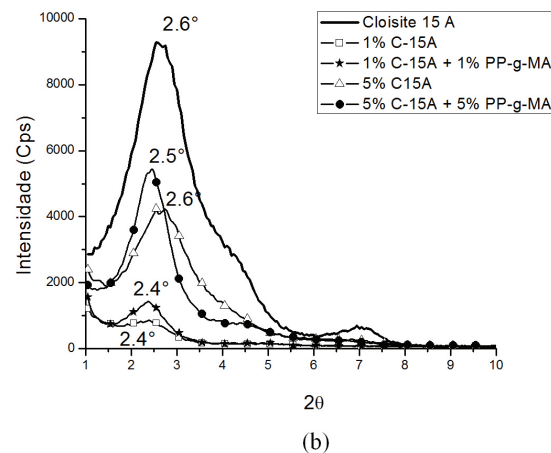 2.6°
Cloisite 15 A
1% C-15A
1% C-15A + 1% PP-g-MA
5% C15A
5% C-15A + 5% PP-g-MA
10000
8000
6000
4000
2000
0
Intensidade (Cps)
2.5°
2.6°
2.4°
2.4°
1 2 3 4 5 6 7 8 9 10
2θ
(b)